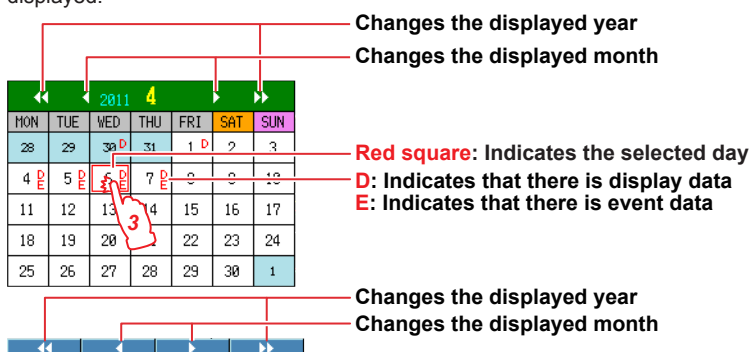 displayed.
Changes the displayed year
Changes the displayed month
2011 4
MON TUE WED THU FRI SAT SUN
28 29 30 D 31 1 D 2 3
Red square: Indicates the selected day
4 D E 5 D E 6 D E 7 D E
D: Indicates that there is display data
E: Indicates that there is event data
11 12 13 14 15 16 17
3
18 19 20 22 23 24
25 26 27 28 29 30 1
Changes the displayed year
Changes the displayed month